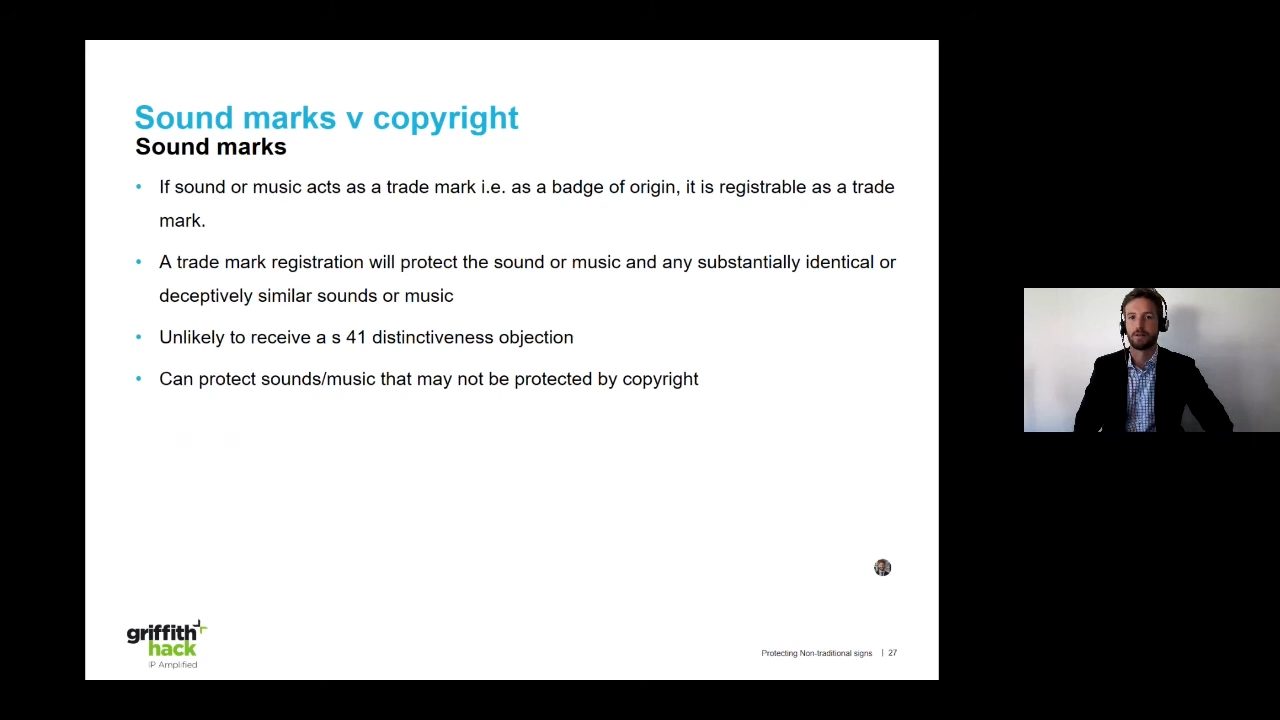 Sound marks v copyright
Sound marks
• If sound or music acts as a trade mark i.e. as a badge of origin, it is registrable as a trade
mark.
• A trade mark registration will protect the sound or music and any substantially identical or
deceptively similar sounds or music
• Unlikely to receive a s 41 distinctiveness objection
• Can protect sounds/music that may not be protected by copyright
griffith
hack
IP Amplified
Protecting Non-traditional signs | 27